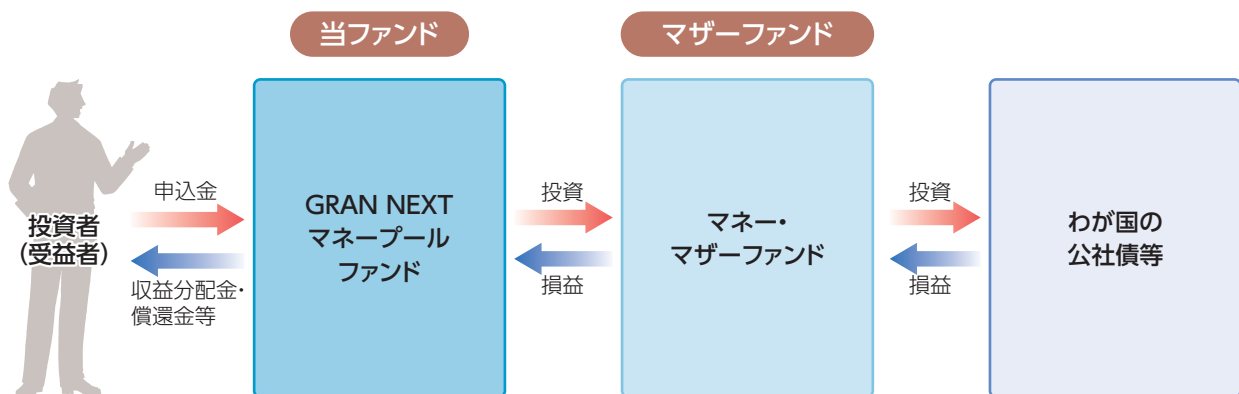 当ファンド
マザーファンド
投資者
(受益者)
申込金
収益分配金・
償還金等
GRAN NEXT
マネープール
ファンド
投資
損益
マネー・
マザーファンド
投資
損益
わが国の
公社債等